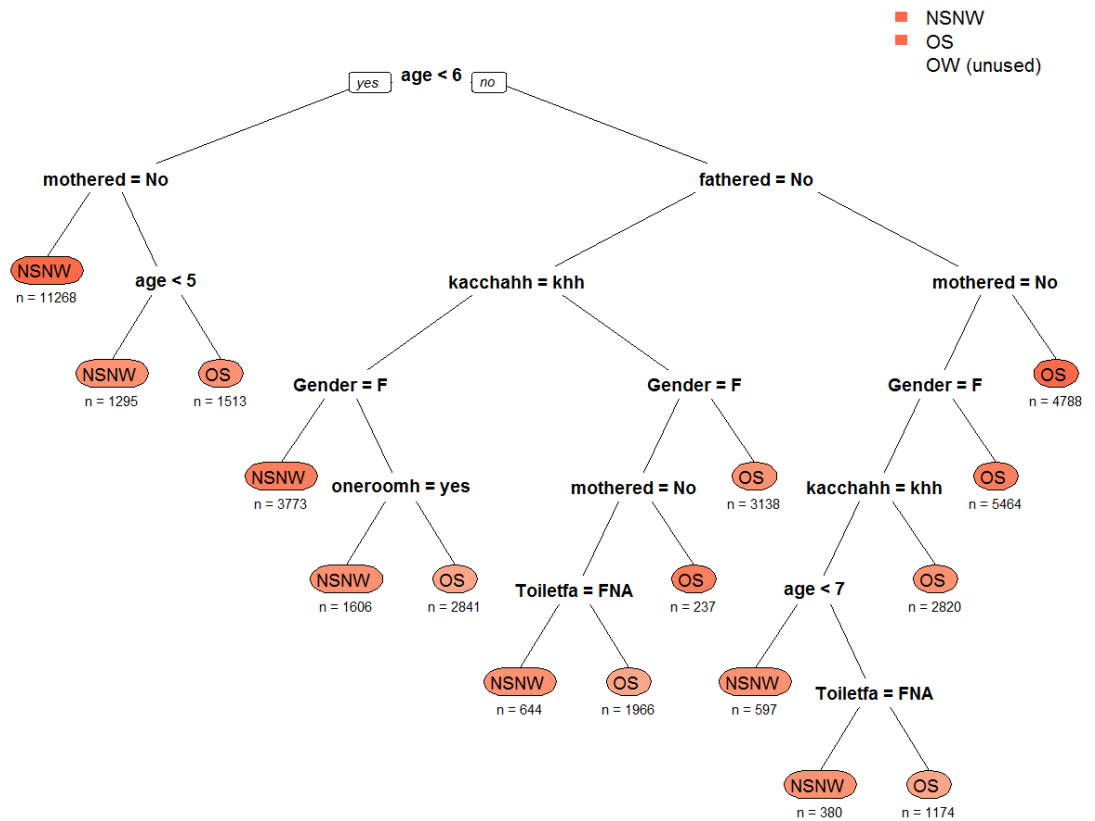 NSNW
OS
OW (unused)
yes age < 6 no
mothered = No
fathered = No
NSNW
n = 11268
age < 5
kacchahh = khh
mothered = No
NSNW
n = 1295
OS
n = 1513
Gender = F
Gender = F
Gender = F
OS
n = 4788
NSNW
n = 3773
oneroomh = yes
mothered = No
OS
n = 3138
kacchahh = khh
OS
n = 5464
NSNW
n = 1606
OS
n = 2841
Toiletfa = FNA
OS
n = 237
age < 7
OS
n = 2820
NSNW
n = 644
OS
n = 1966
NSNW
n = 597
Toiletfa = FNA
NSNW
n = 380
OS
n = 1174